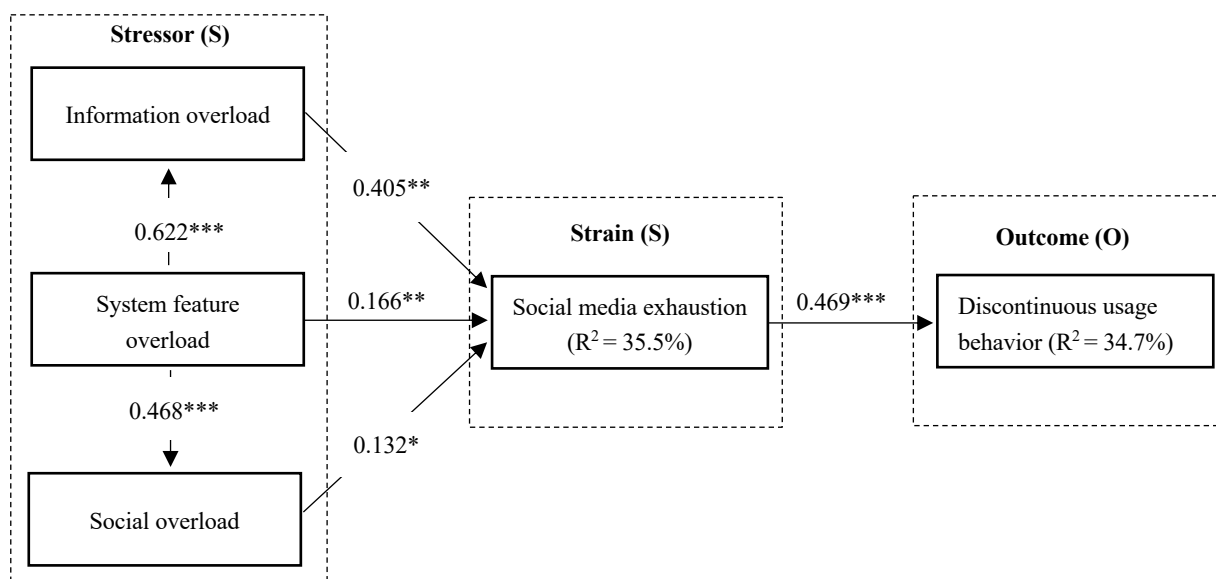 Stressor (S)
Information overload
0.405**
0.622***
Strain (S)
Outcome (O)
System feature
overload
0.166**
Social media exhaustion
(R² = 35.5%)
0.469***
Discontinuous usage
behavior (R² = 34.7%)
0.468***
0.132*
Social overload